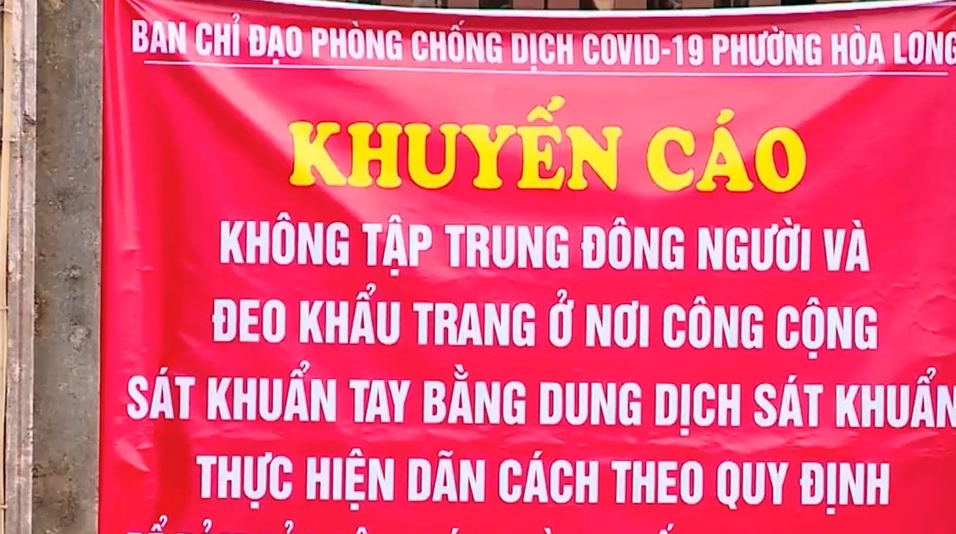 BAN CHỈ ĐẠO PHÒNG CHỐNG DỊCH COVID-19 PHƯỜNG HÒA LONG
KHUYẾN CÁO
KHÔNG TẬP TRUNG ĐÔNG NGƯỜI VÀ
ĐEO KHẨU TRANG Ở NƠI CÔNG CỘNG
SÁT KHUẨN TAY BẰNG DUNG DỊCH SÁT KHUẨN
THỰC HIỆN DÃN CÁCH THEO QUY ĐỊNH